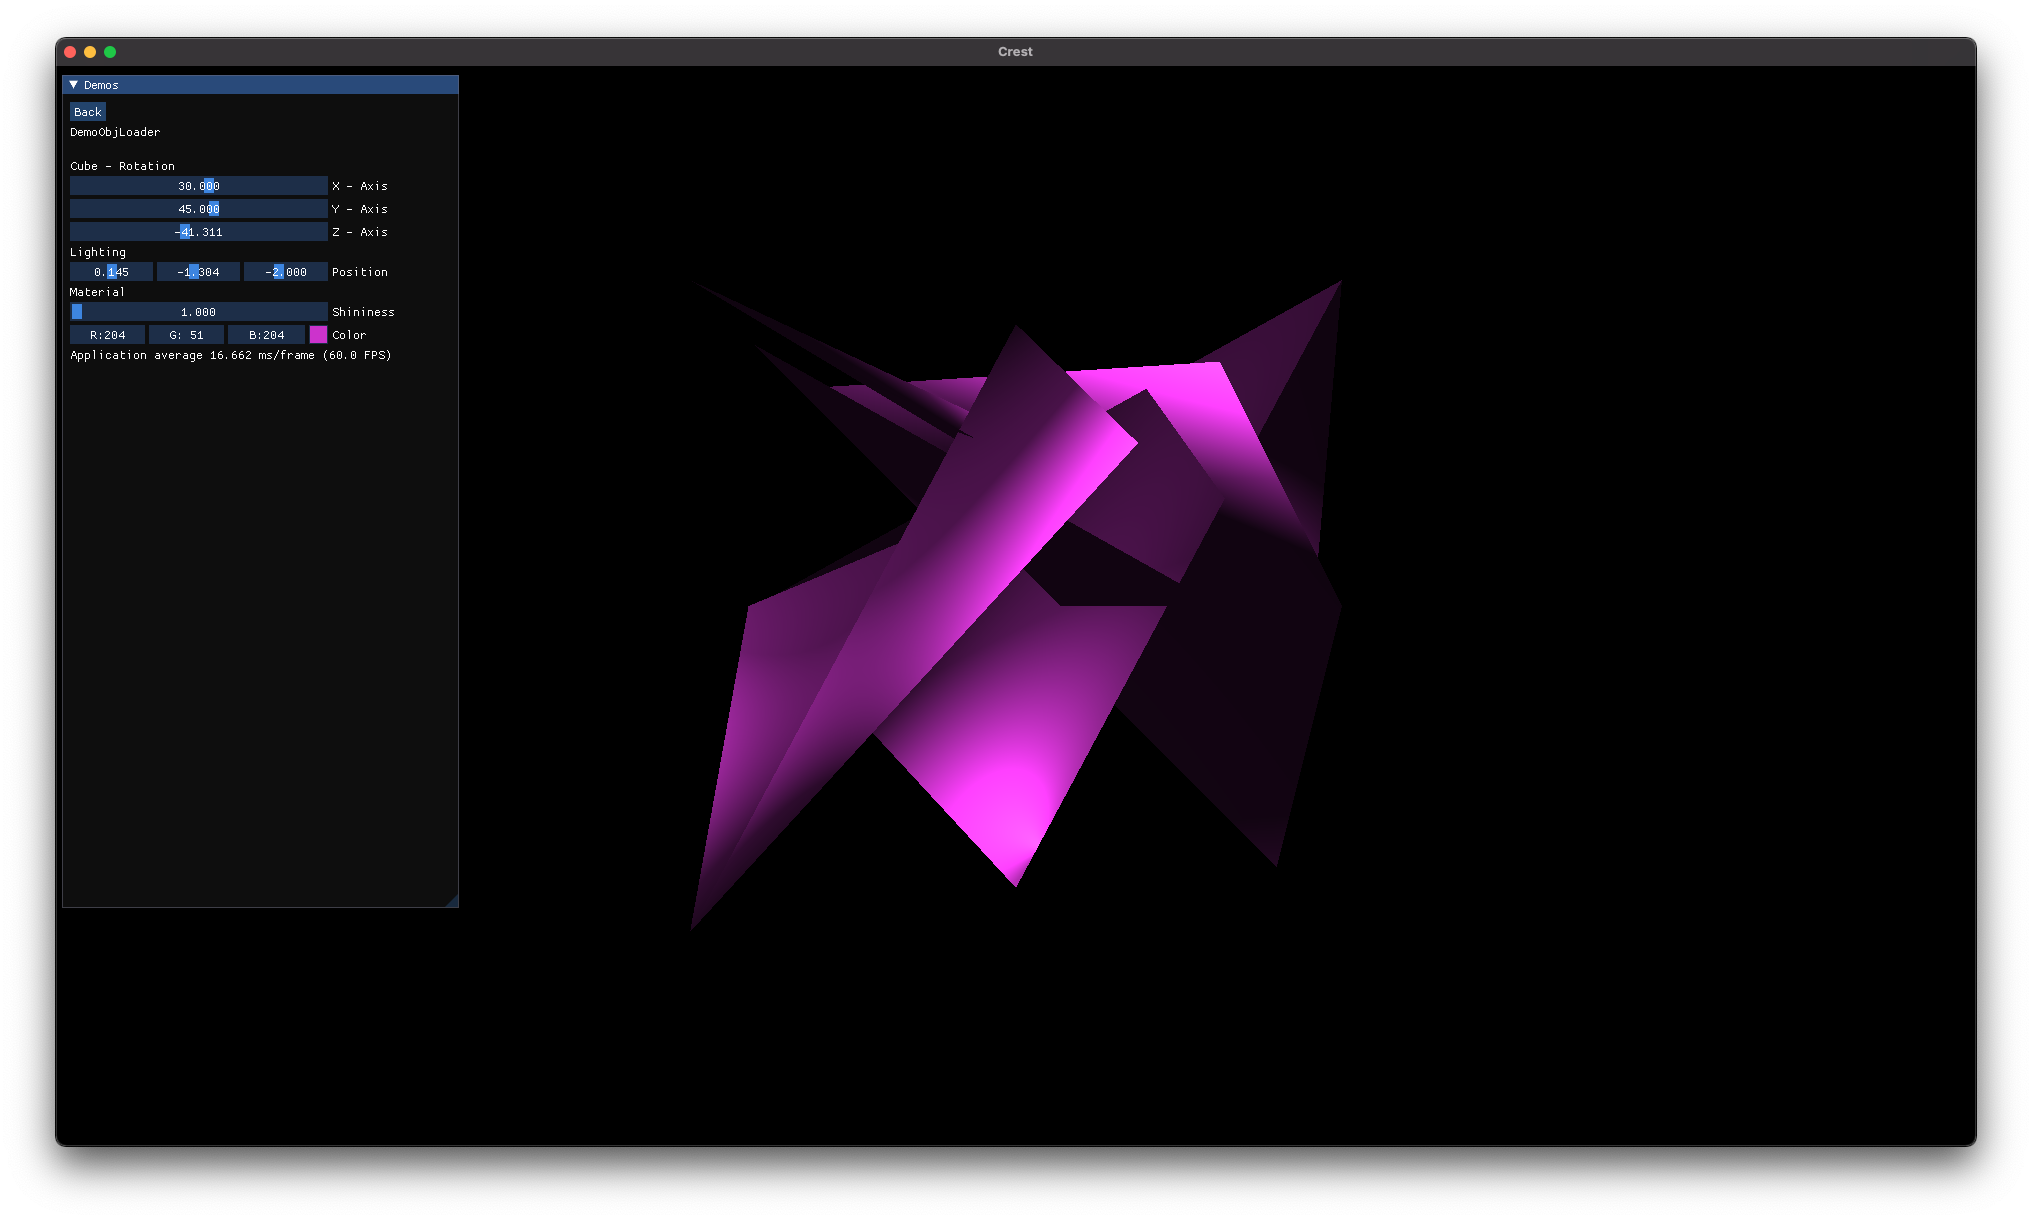 Crest
Demos
Back
DemoObjLoader
Cube - Rotation
30.000 X - Axis
45.000 Y - Axis
-41.311 Z - Axis
Lighting
0.145 -1.304 -2.000 Position
Material
1.000 Shininess
R:204 G: 51 B:204 Color
Application average 16.662 ms/frame (60.0 FPS)